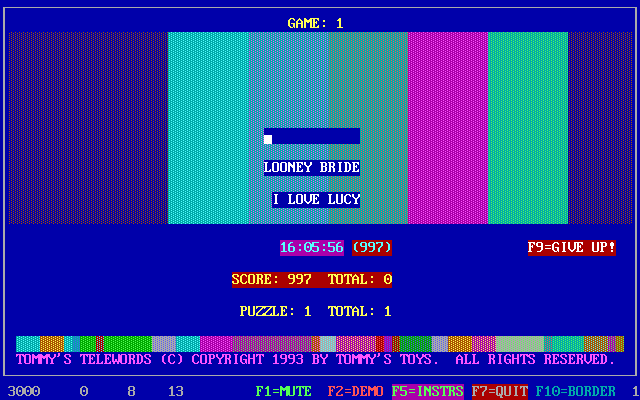 GAME: 1
LOONEY BRIDE
I LOVE LUCY
16:05:56 (997) F9=GIVE UP!
SCORE: 997 TOTAL: 0
PUZZLE: 1 TOTAL: 1
TOMMY'S TELEWORDS (C) COPYRIGHT 1993 BY TOMMY'S TOYS. ALL RIGHTS RESERVED.
3000 0 8 13 F1=MUTE F2=DEMO F5=INSTRS F7=QUIT F10=BORDER 1